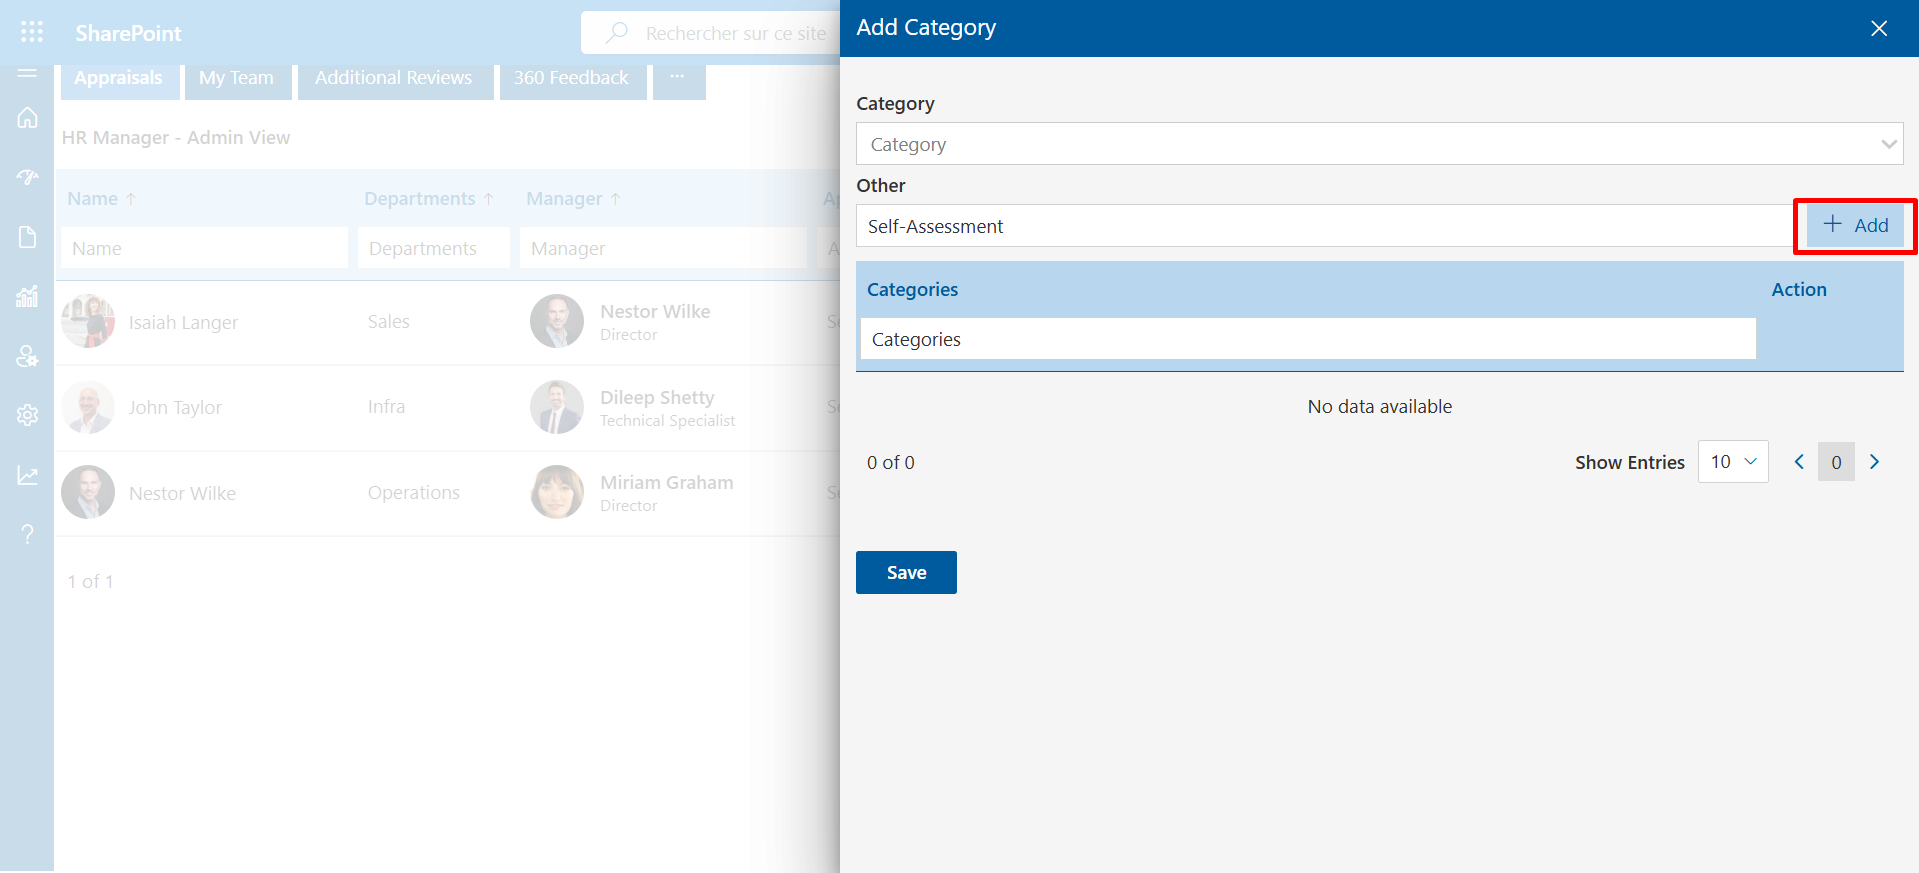 SharePoint
Rechercher sur ce site
Appraisals
My Team
Additional Reviews
360 Feedback
...
HR Manager - Admin View
Name ↑
Departments ↑
Manager ↑
Name
Departments
Manager
A
Isaiah Langer
Sales
Nestor Wilke
Director
John Taylor
Infra
Dileep Shetty
Technical Specialist
Nestor Wilke
Operations
Miriam Graham
Director
1 of 1
Add Category
Category
Category
Other
Self-Assessment
+ Add
Categories
Action
Categories
No data available
0 of 0
Show Entries
10
0
Save